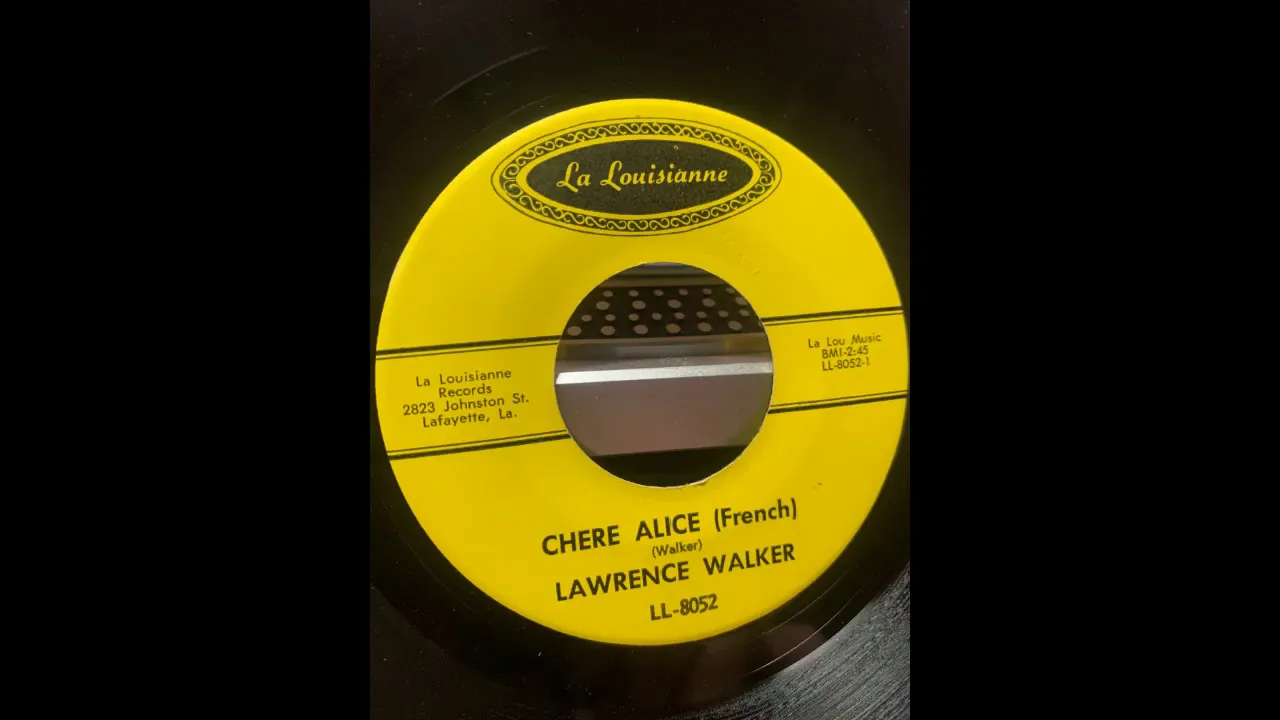 La Louisianne
La Louisianne
Records
2823 Johnston St.
Lafayette, La.
La Lou Music
BMI-2:45
LL-8052-1
CHERE ALICE (French)
(Walker)
LAWRENCE WALKER
LL-8052